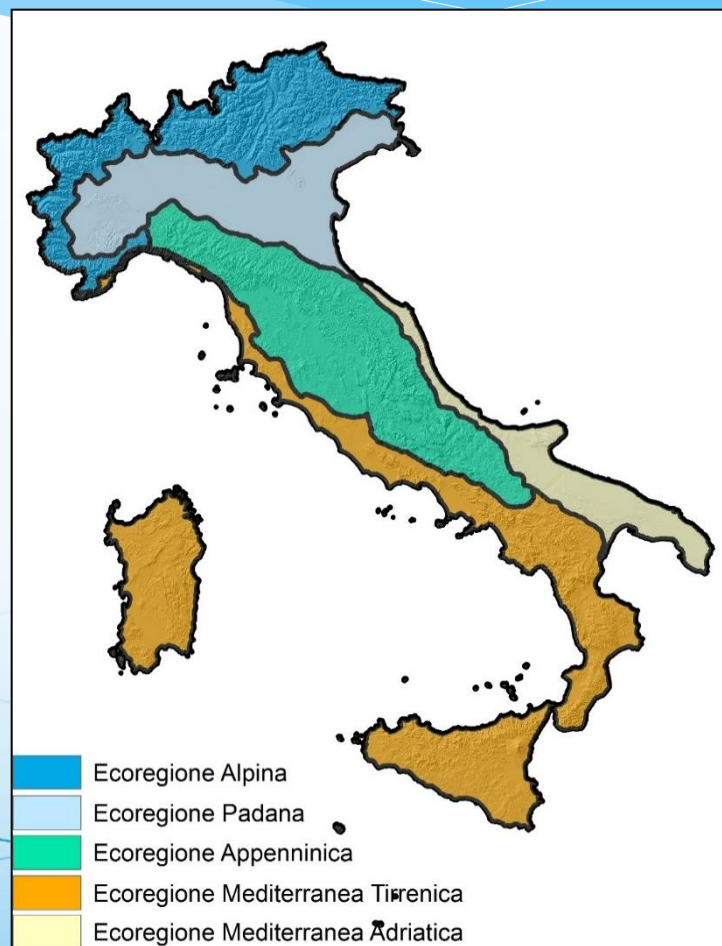 Ecoregione Alpina
Ecoregione Padana
Ecoregione Appenninica
Ecoregione Mediterranea Tirrenica
Ecoregione Mediterranea Adriatica